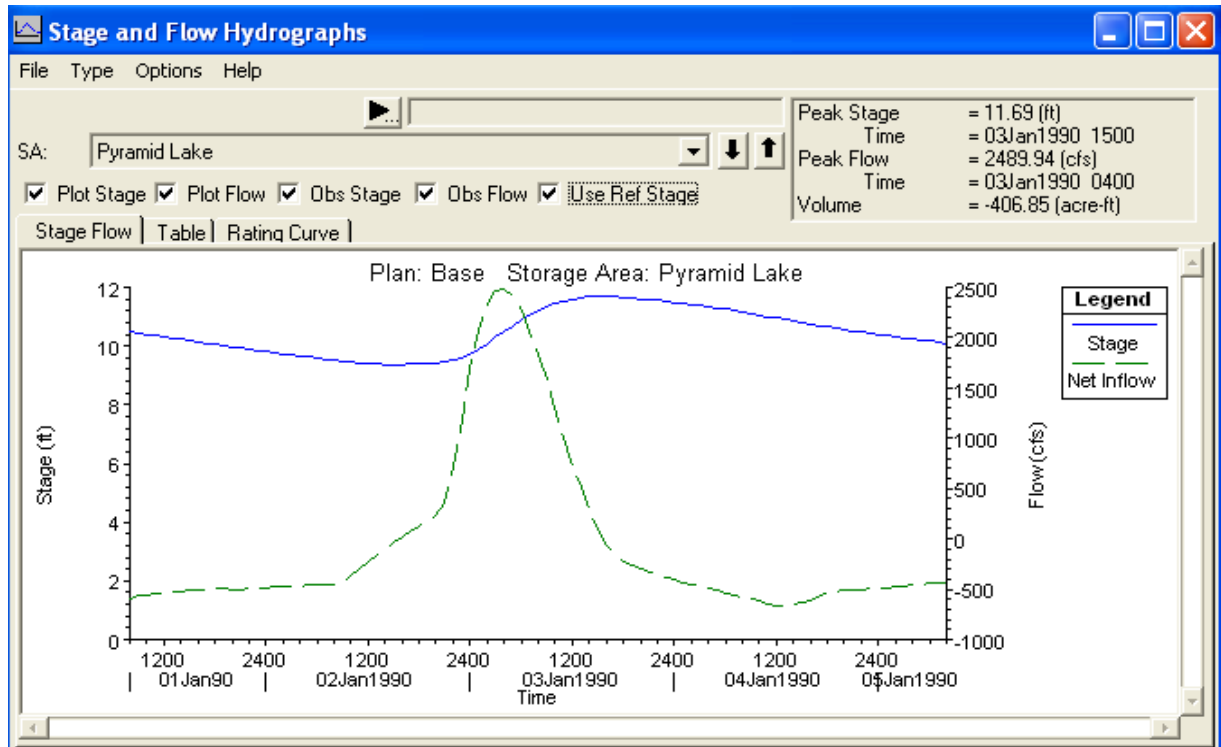 Stage and Flow Hydrographs
File Type Options Help
SA: Pyramid Lake
Plot Stage Plot Flow Obs Stage Obs Flow Use Ref Stage
Peak Stage = 11.69 (ft)
Time = 03Jan1990 1500
Peak Flow = 2489.94 (cfs)
Time = 03Jan1990 0400
Volume = -406.85 (acre-ft)
Stage Flow Table Rating Curve
Plan: Base Storage Area: Pyramid Lake
12
10
8
6
4
2
0
Stage (ft)
2500
2000
1500
1000
500
0
-500
-1000
Flow(cfs)
Legend
Stage
Net Inflow
1200 2400 1200 2400 1200 2400 1200 2400
01Jan90 02Jan1990 03Jan1990 04Jan1990 05Jan1990
Time